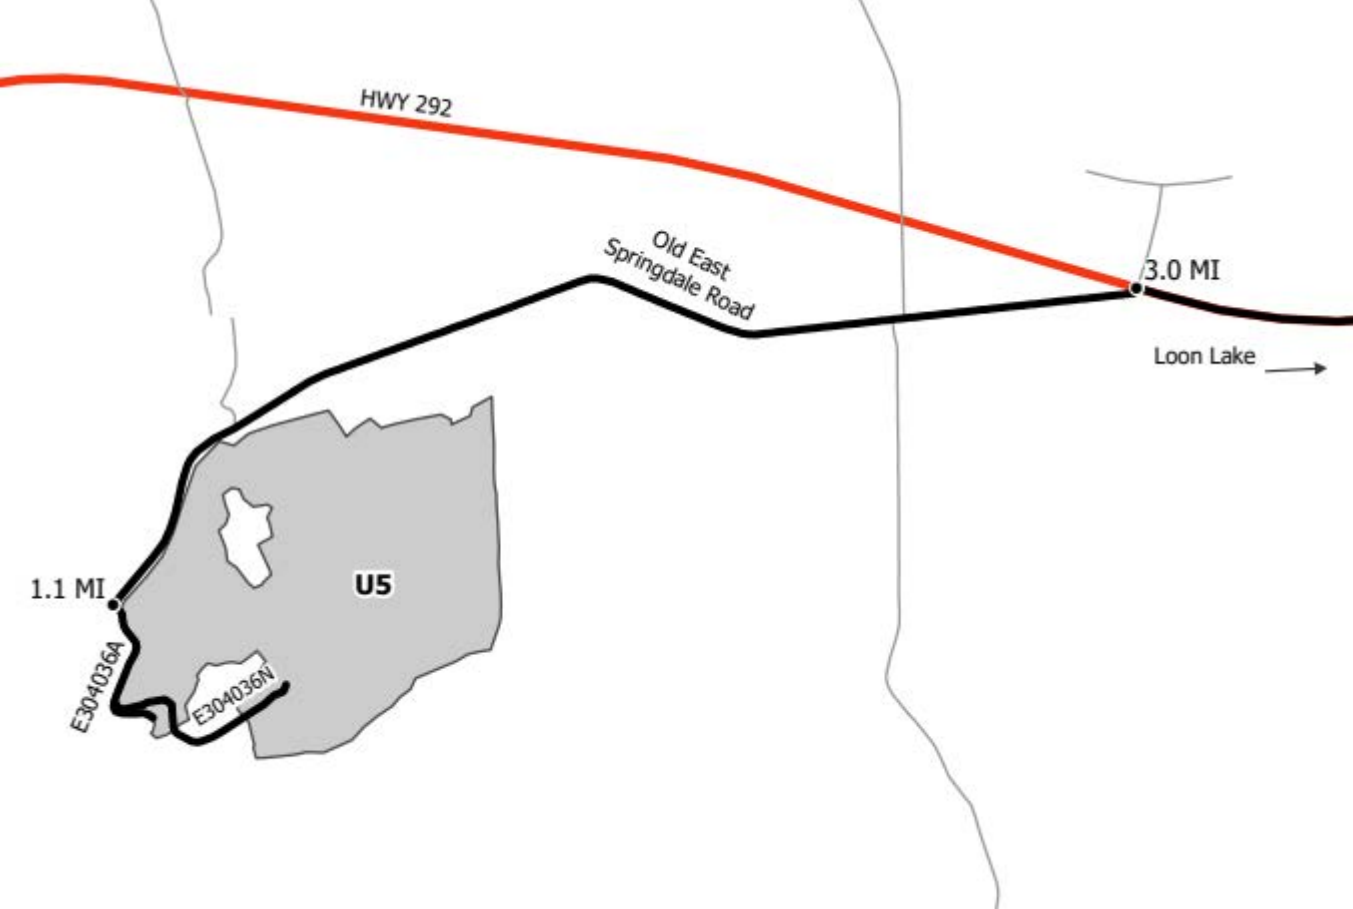 HWY 292
Old East
Springdale Road
3.0 MI
Loon Lake
U5
1.1 MI
E304036A
E304036N